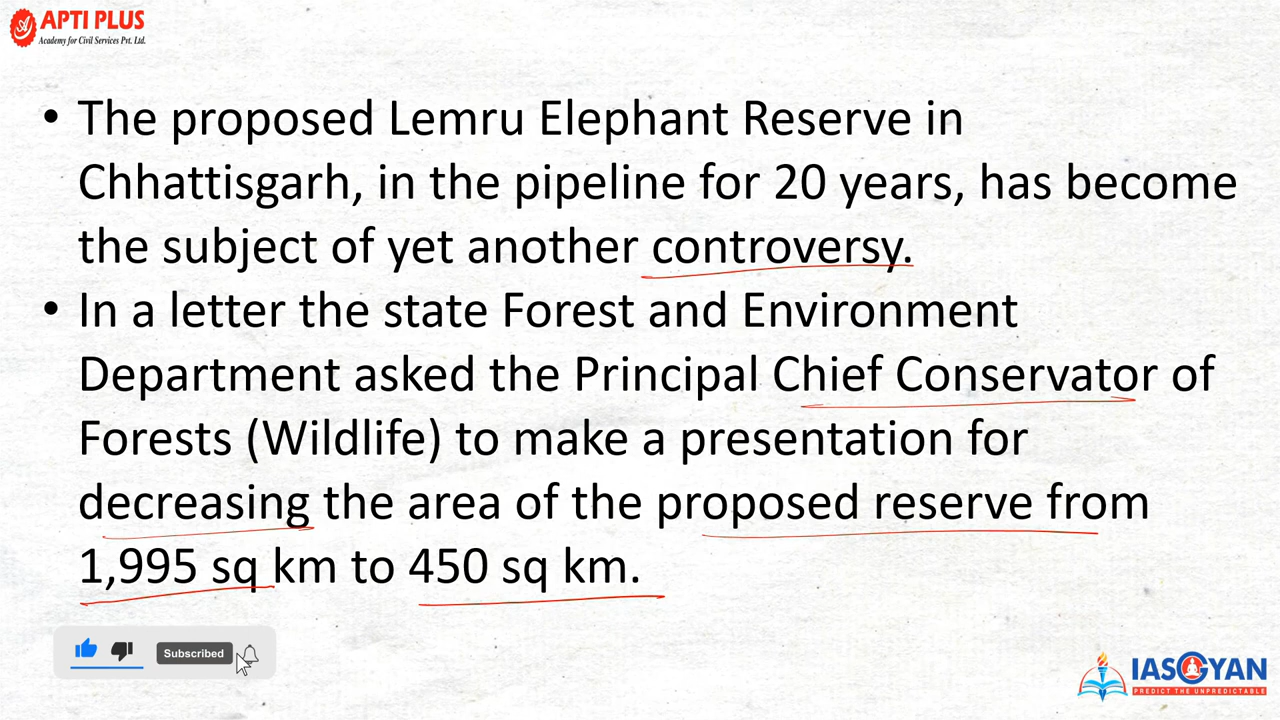 APTI PLUS
Academy for Civil Services Pvt. Ltd.
• The proposed Lemru Elephant Reserve in
Chhattisgarh, in the pipeline for 20 years, has become
the subject of yet another controversy.
• In a letter the state Forest and Environment
Department asked the Principal Chief Conservator of
Forests (Wildlife) to make a presentation for
decreasing the area of the proposed reserve from
1,995 sq km to 450 sq km.
Subscribed
IASGYAN
PREDICT THE UNPREDICTABLE